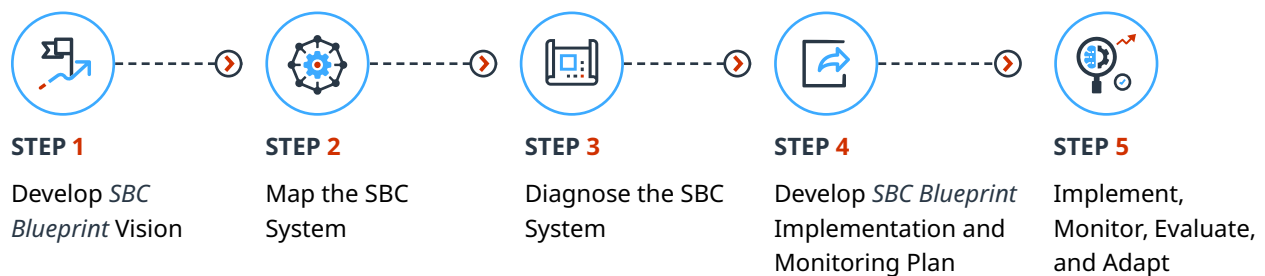 STEP 1
Develop SBC
Blueprint Vision
STEP 2
Map the SBC
System
STEP 3
Diagnose the SBC
System
STEP 4
Develop SBC Blueprint
Implementation and
Monitoring Plan
STEP 5
Implement,
Monitor, Evaluate,
and Adapt